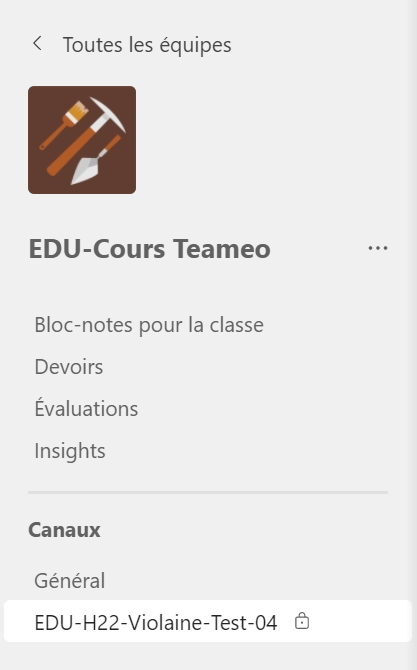 Toutes les équipes
EDU-Cours Teameo
Bloc-notes pour la classe
Devoirs
Évaluations
Insights
Canaux
Général
EDU-H22-Violaine-Test-04